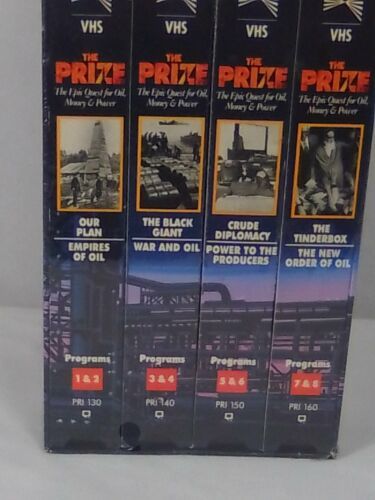 VHS
THE
PRIZE
The Epic Quest for Oil,
Money & Power
OUR
PLAN
EMPIRES
OF OIL
Programs
1 & 2
PRI 130
VHS
THE
PRIZE
The Epic Quest for Oil,
Money & Power
THE BLACK
GIANT
WAR AND OIL
Programs
3 & 4
PRI 140
VHS
THE
PRIZE
The Epic Quest for Oil,
Money & Power
CRUDE
DIPLOMACY
POWER TO THE
PRODUCERS
Programs
5 & 6
PRI 150
VHS
THE
PRIZE
The Epic Quest for Oil,
Money & Power
THE
TINDERBOX
THE NEW
ORDER OF OIL
Programs
7 & 8
PRI 160